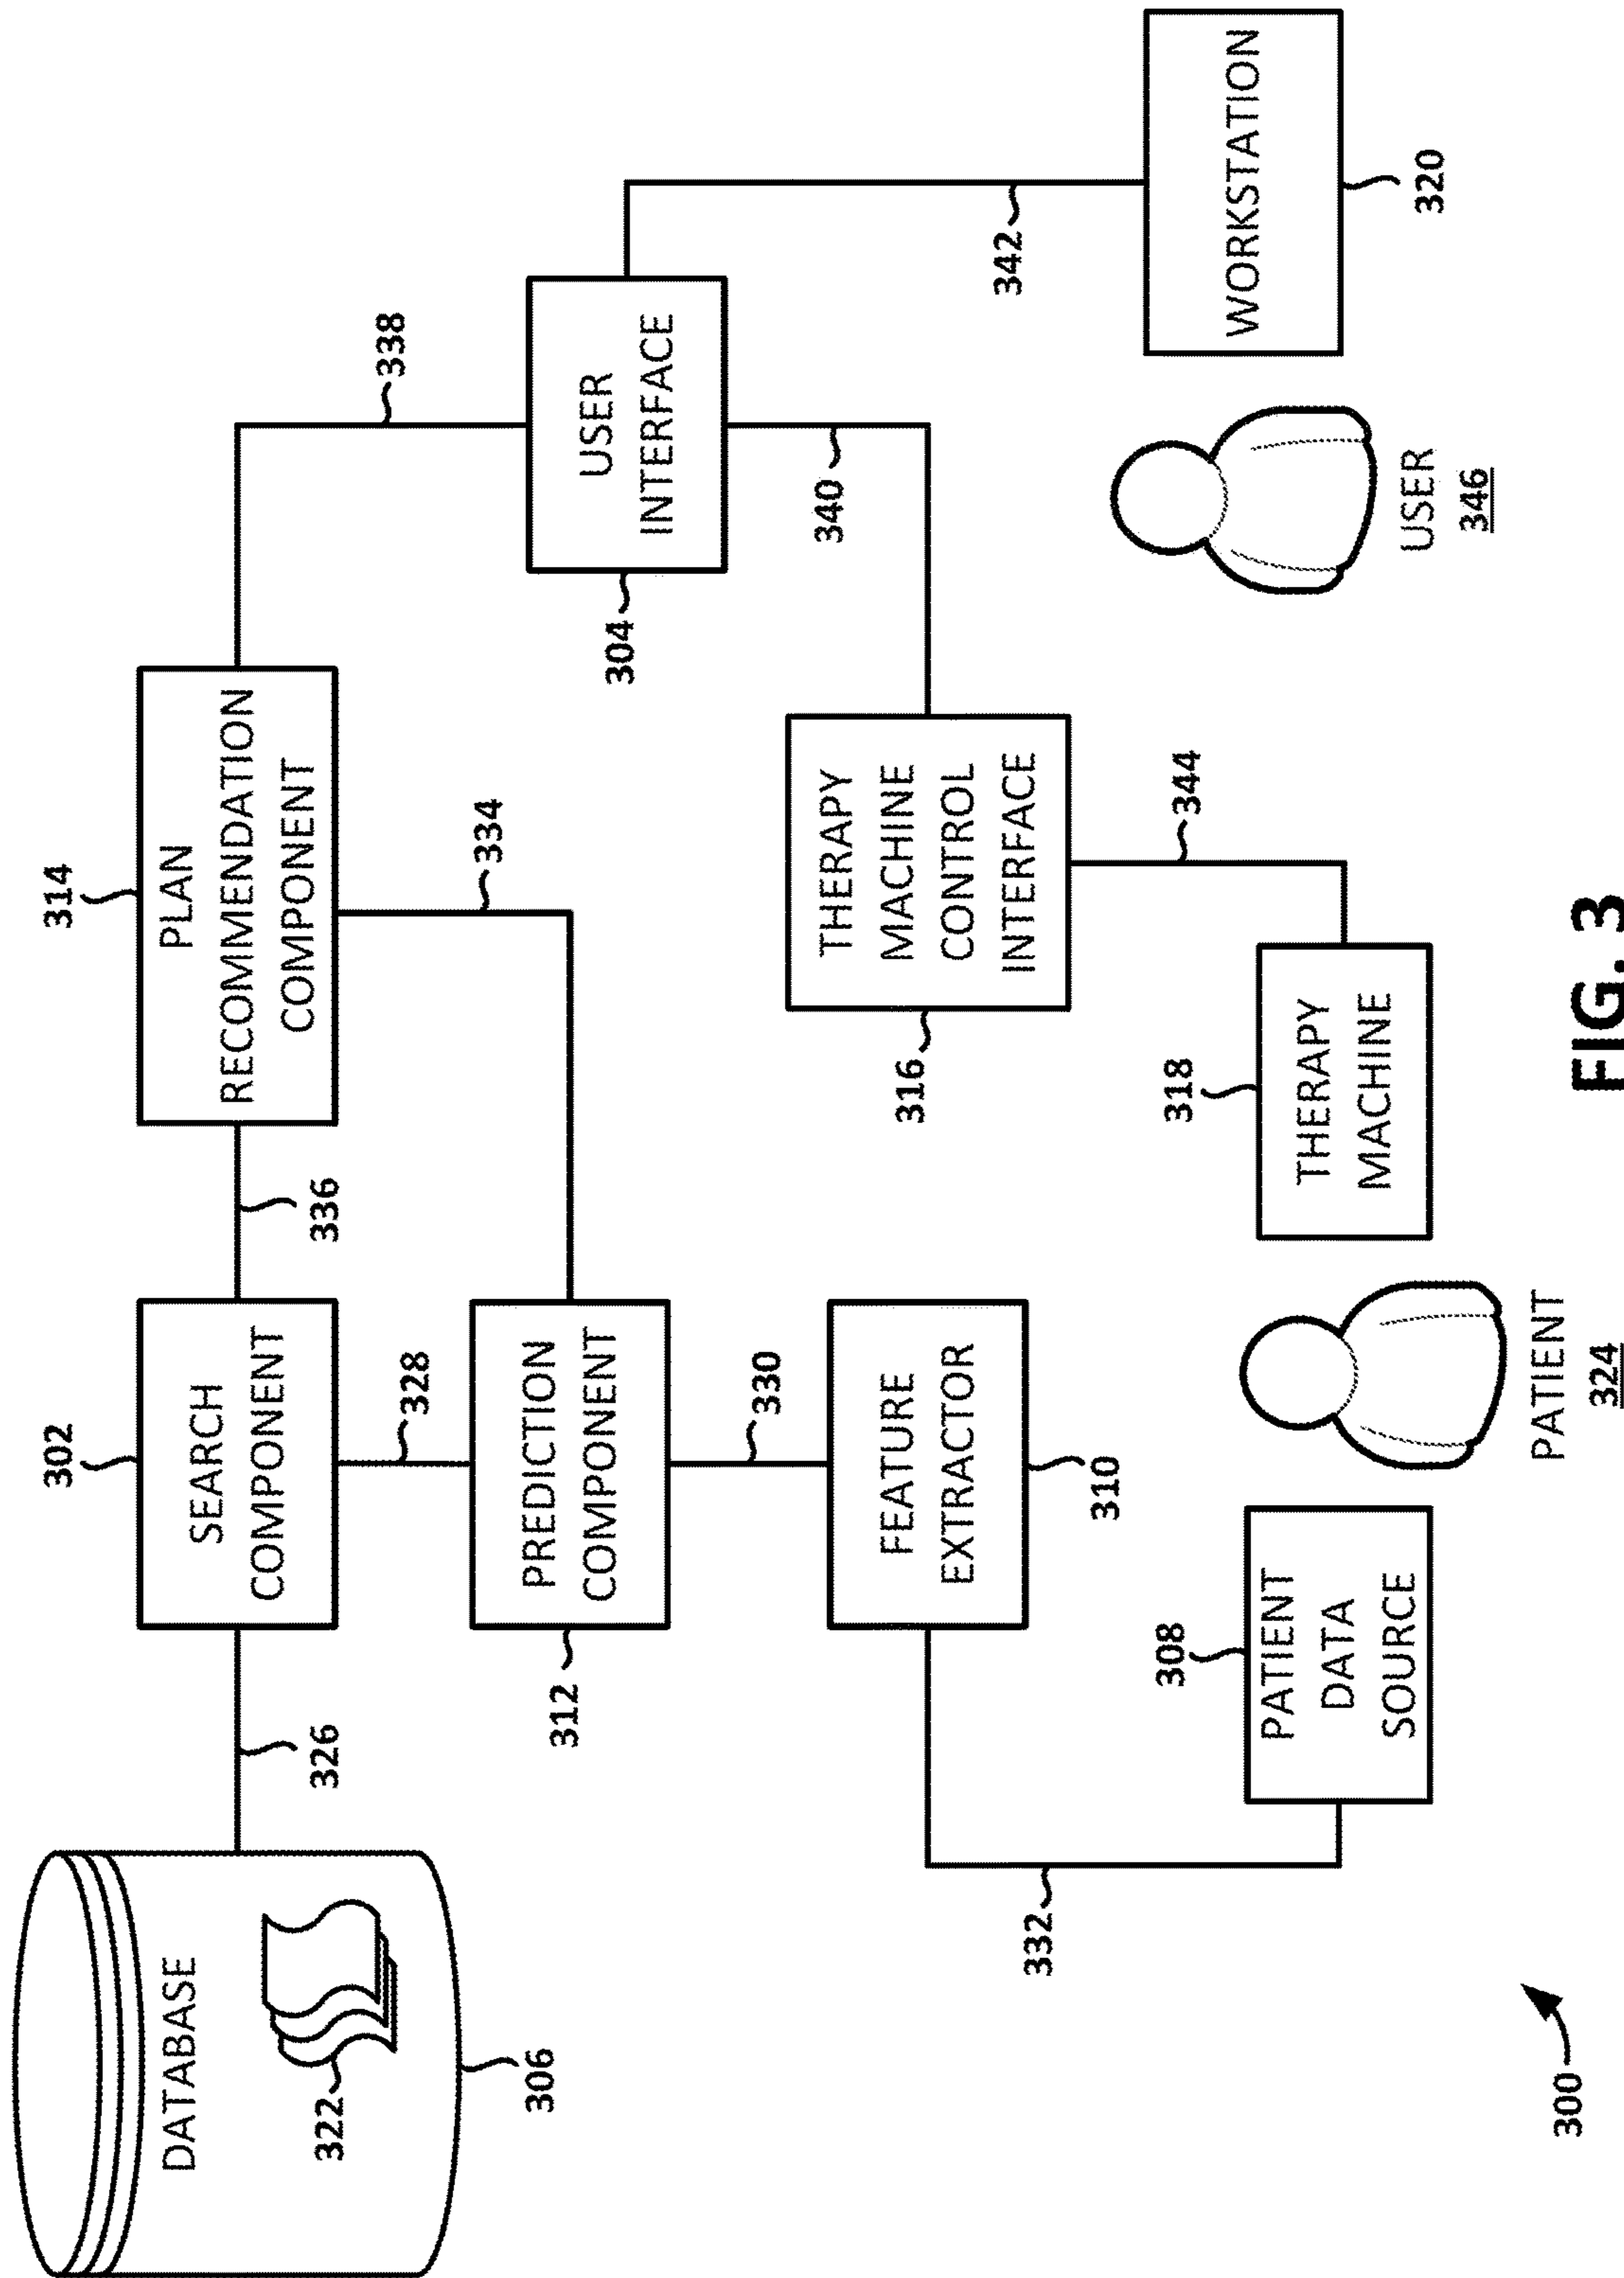 DATABASE
322
306
326
302
SEARCH
COMPONENT
336
314
PLAN
RECOMMENDATION
COMPONENT
338
328
334
312
PREDICTION
COMPONENT
304
USER
INTERFACE
330
340
342
332
FEATURE
EXTRACTOR
310
316
THERAPY
MACHINE
CONTROL
INTERFACE
344
308
PATIENT
DATA
SOURCE
318
THERAPY
MACHINE
WORKSTATION
320
PATIENT
324
USER
346
300
FIG. 3